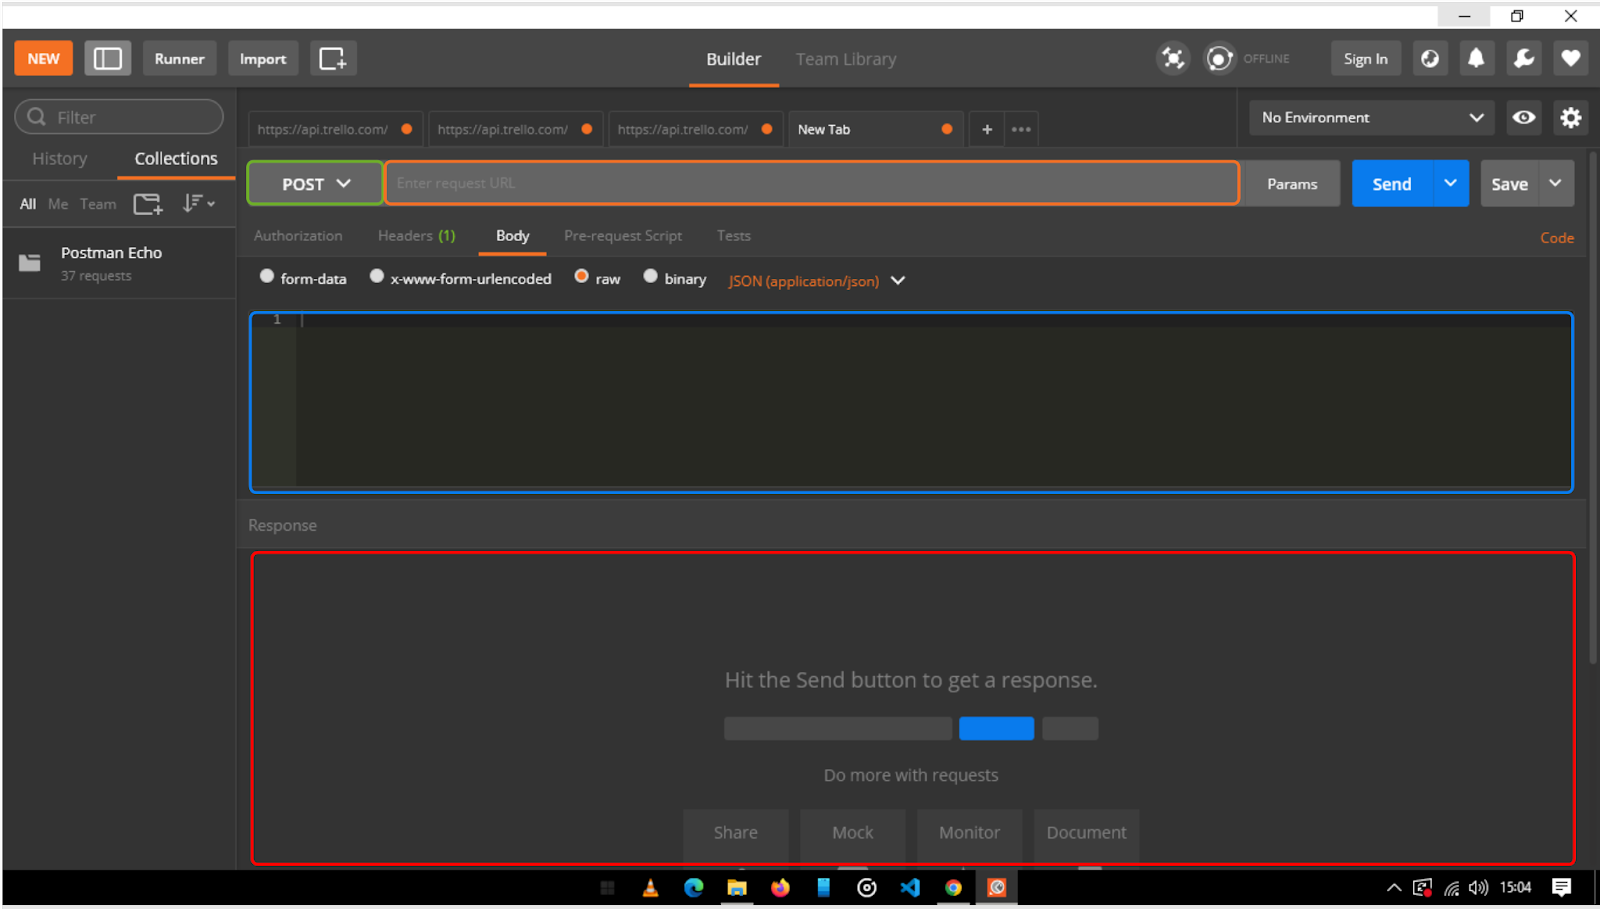 NEW Runner Import Builder Team Library OFFLINE Sign In
Filter
https://api.trello.com/ https://api.trello.com/ https://api.trello.com/ New Tab + ••• No Environment
History Collections
POST Enter request URL Params Send Save
All Me Team
Authorization Headers (1) Body Pre-request Script Tests Code
Postman Echo
37 requests
form-data x-www-form-urlencoded raw binary JSON (application/json)
1
Response
Hit the Send button to get a response.
Do more with requests
Share Mock Monitor Document
15:04